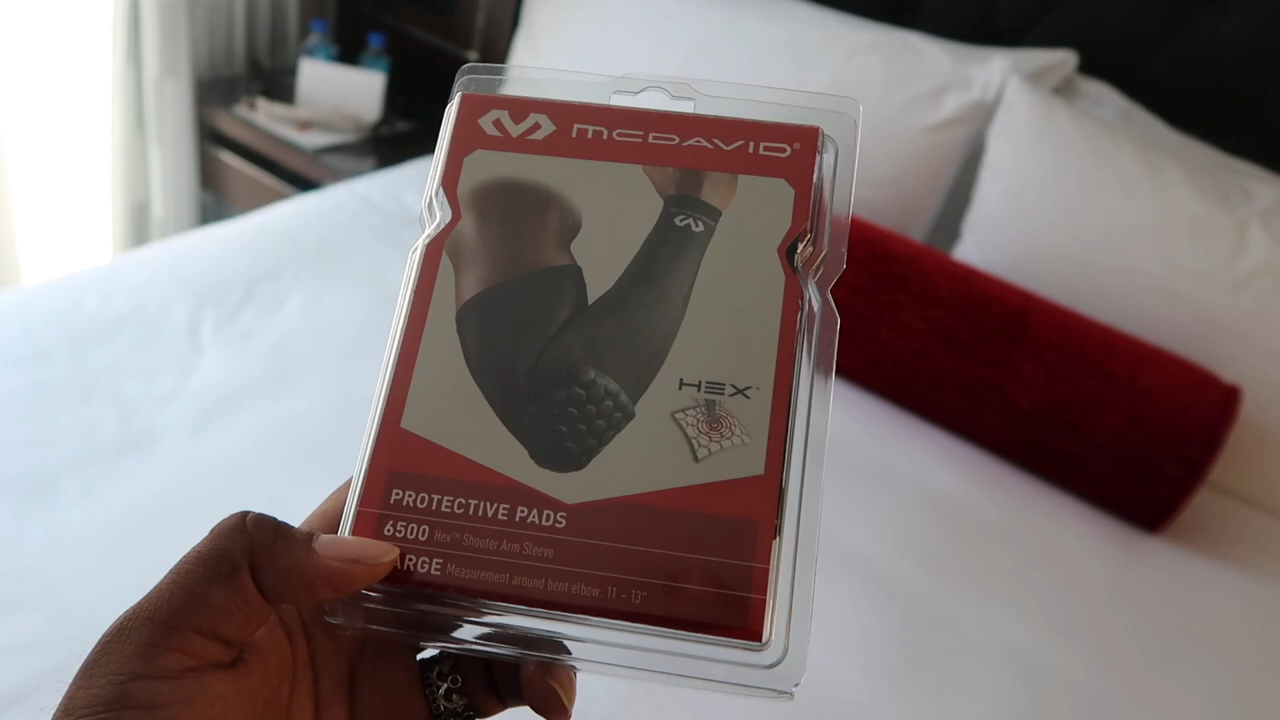 MCDAVID®
HEX™
PROTECTIVE PADS
6500 Hex™ Shooter Arm Sleeve
ARGE Measurement around bent elbow: 11 - 13"